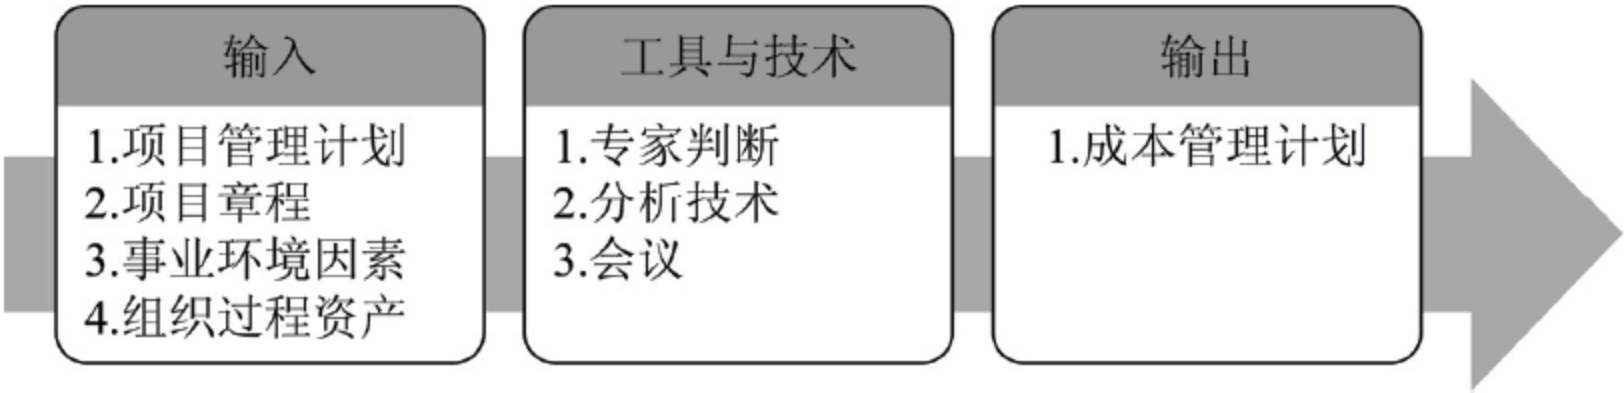 输入
1.项目管理计划
2.项目章程
3.事业环境因素
4.组织过程资产
工具与技术
1.专家判断
2.分析技术
3.会议
输出
1.成本管理计划